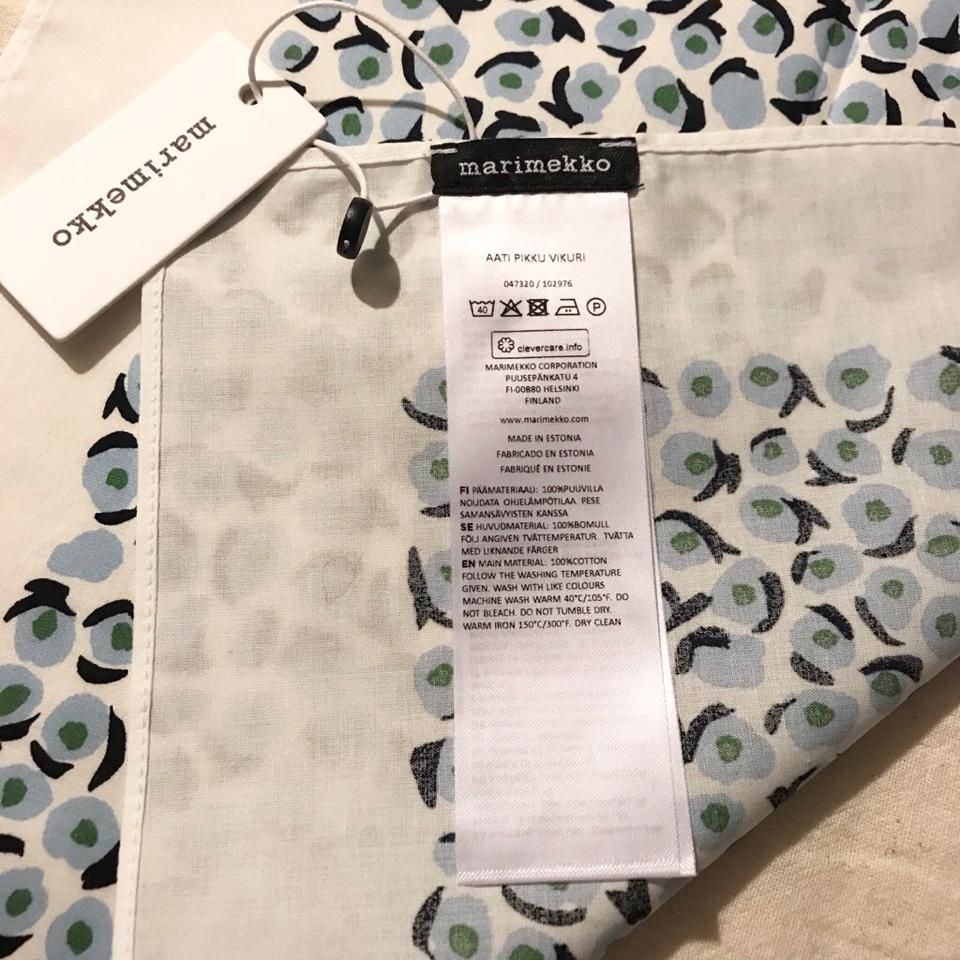 marimekko
marimekko
AATI PIKKU VIKURI
047320 / 102976
40
P
clevercare.info
MARIMEKKO CORPORATION
PUUSEPÄNKATU 4
FI-00880 HELSINKI
FINLAND
www.marimekko.com
MADE IN ESTONIA
FABRICADO EN ESTONIA
FABRIQUÉ EN ESTONIE
FI PÄÄMATERIAALI: 100%PUUVILLA
NOUDATA OHJELÄMPÖTILAA PESE
SAMANSÄVYISTEN KANSSA
SE HUVUDMATERIAL: 100%BOMULL
FÖLJ ANGIVEN TVÄTTEMPERATUR. TVÄTTA
MED LIKNANDE FÄRGER
EN MAIN MATERIAL: 100%COTTON
FOLLOW THE WASHING TEMPERATURE
GIVEN. WASH WITH LIKE COLOURS
MACHINE WASH WARM 40°C/105°F. DO
NOT BLEACH. DO NOT TUMBLE DRY.
WARM IRON 150°C/300°F. DRY CLEAN